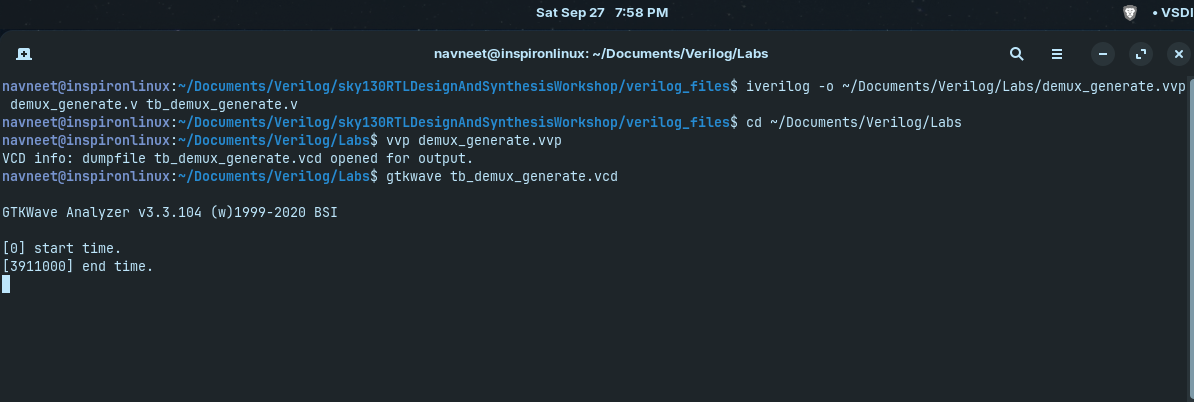 Sat Sep 27 7:58 PM
• VSDI
navneet@inspironlinux: ~/Documents/Verilog/Labs
navneet@inspironlinux:~/Documents/Verilog/sky130RTLDesignAndSynthesisWorkshop/verilog_files$ iverilog -o ~/Documents/Verilog/Labs/demux_generate.vvp
demux_generate.v tb_demux_generate.v
navneet@inspironlinux:~/Documents/Verilog/sky130RTLDesignAndSynthesisWorkshop/verilog_files$ cd ~/Documents/Verilog/Labs
navneet@inspironlinux:~/Documents/Verilog/Labs$ vvp demux_generate.vvp
VCD info: dumpfile tb_demux_generate.vcd opened for output.
navneet@inspironlinux:~/Documents/Verilog/Labs$ gtkwave tb_demux_generate.vcd
GTKWave Analyzer v3.3.104 (w)1999-2020 BSI
[0] start time.
[3911000] end time.